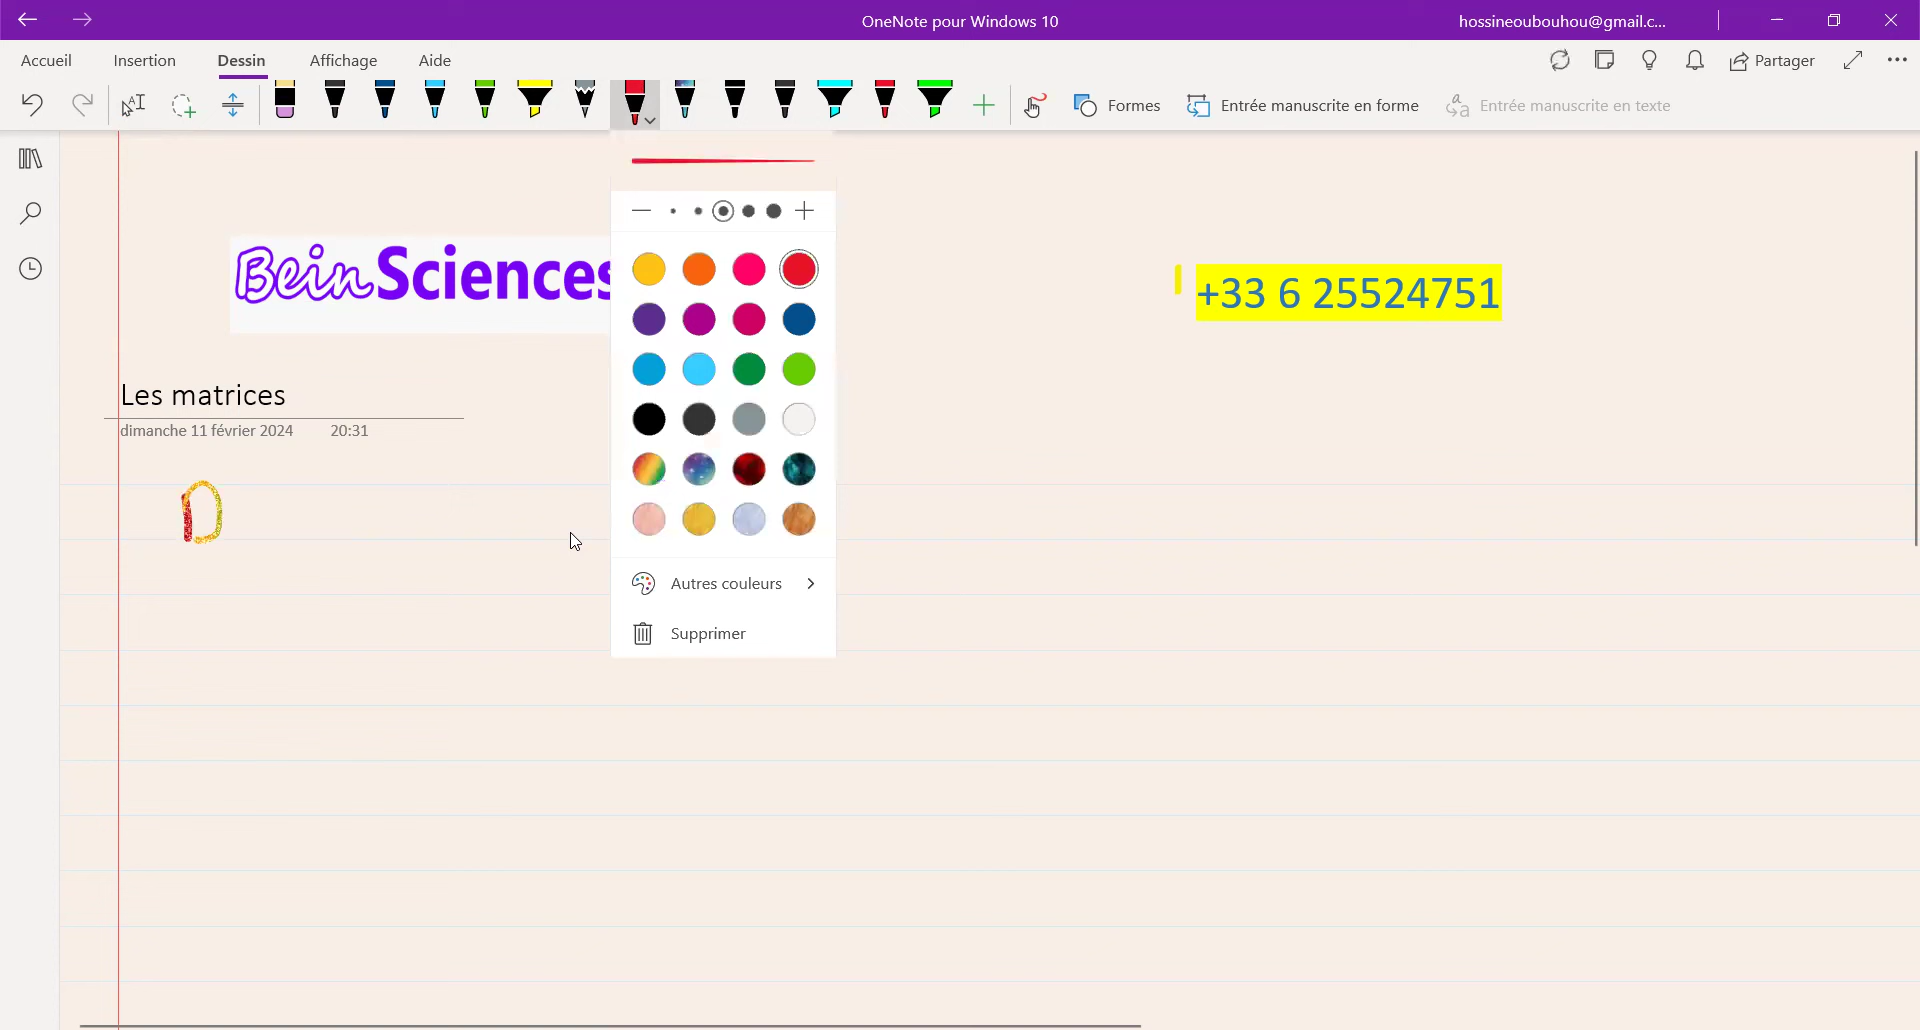 OneNote pour Windows 10
hossineoubouhou@gmail.c...
Accueil Insertion Dessin Affichage Aide
Partager
Formes Entrée manuscrite en forme Entrée manuscrite en texte
BeinSciences
+33 6 25524751
Les matrices
dimanche 11 février 2024 20:31
D
Autres couleurs
Supprimer